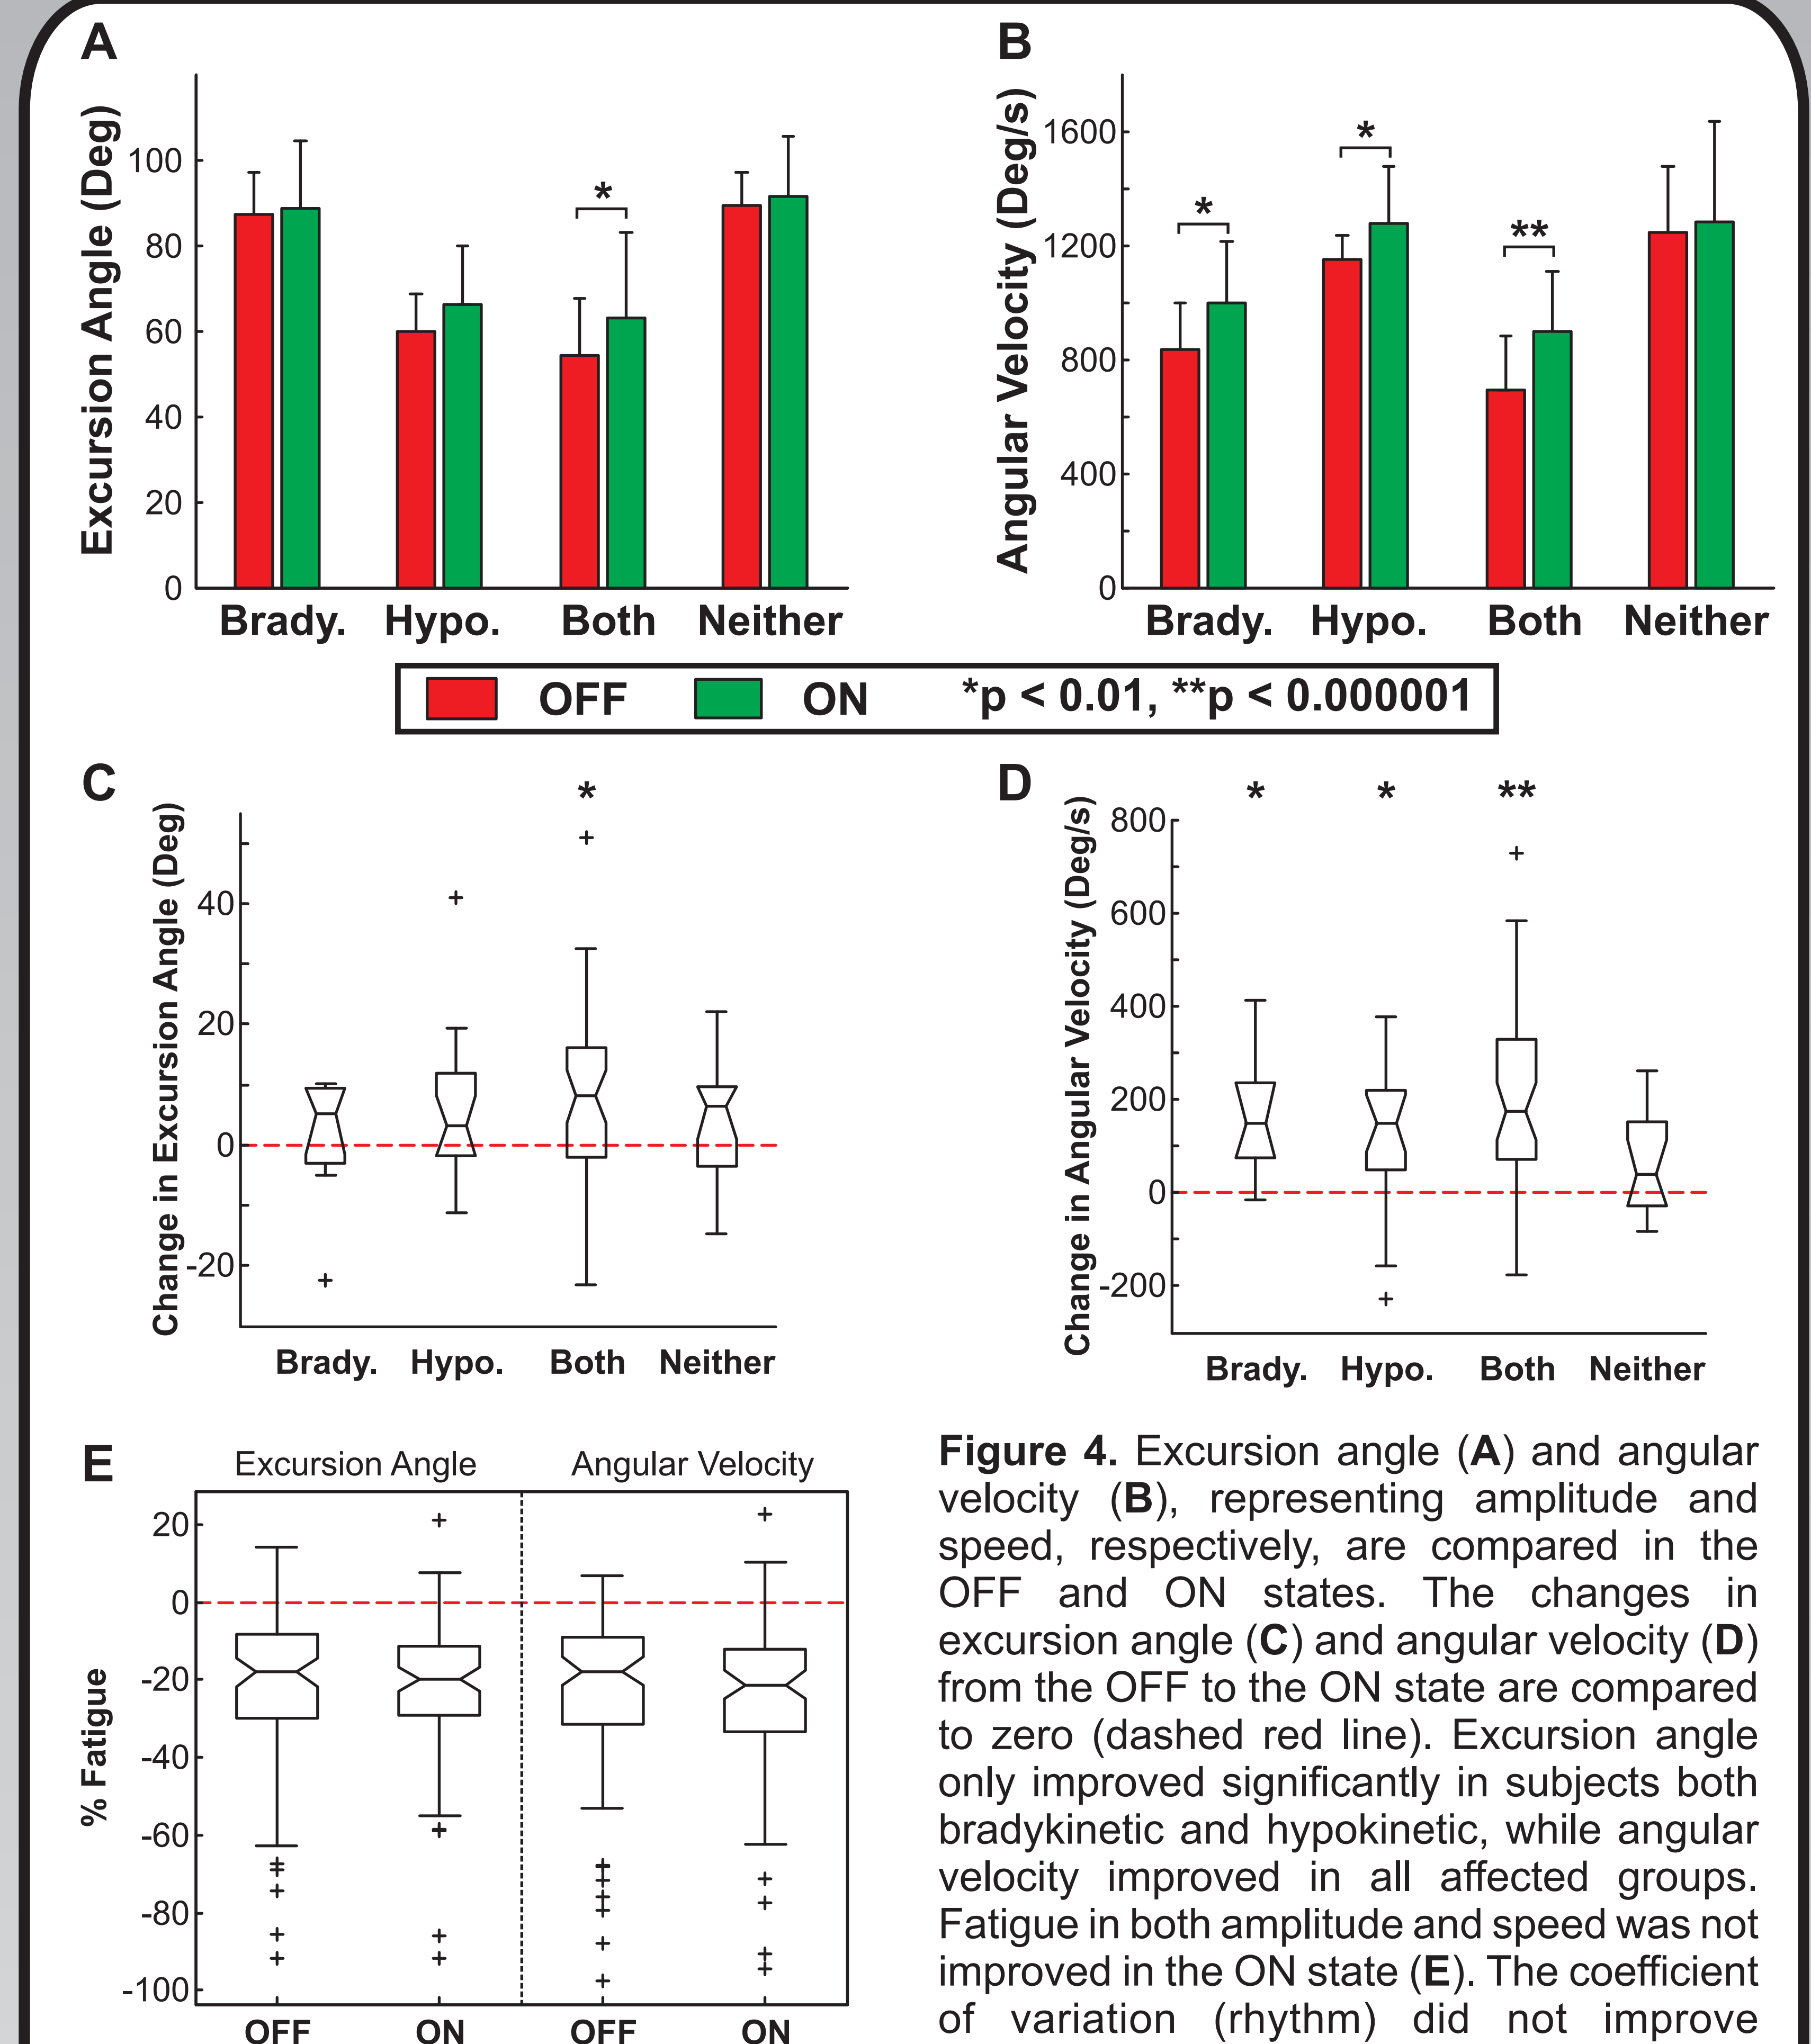 A
Excursion Angle (Deg)
100
80
60
40
20
0
*
Brady. Hypo. Both Neither
B
Angular Velocity (Deg/s)
1600
1200
800
400
0
*
*
**
Brady. Hypo. Both Neither
OFF ON *p < 0.01, **p < 0.000001
C
Change in Excursion Angle (Deg)
*
40
20
0
-20
Brady. Hypo. Both Neither
D
Change in Angular Velocity (Deg/s)
* * **
800
600
400
200
0
-200
Brady. Hypo. Both Neither
E
Excursion Angle Angular Velocity
% Fatigue
20
0
-20
-40
-60
-80
-100
OFF ON OFF ON
Figure 4. Excursion angle (A) and angular
velocity (B), representing amplitude and
speed, respectively, are compared in the
OFF and ON states. The changes in
excursion angle (C) and angular velocity (D)
from the OFF to the ON state are compared
to zero (dashed red line). Excursion angle
only improved significantly in subjects both
bradykinetic and hypokinetic, while angular
velocity improved in all affected groups.
Fatigue in both amplitude and speed was not
improved in the ON state (E). The coefficient
of variation (rhythm) did not improve